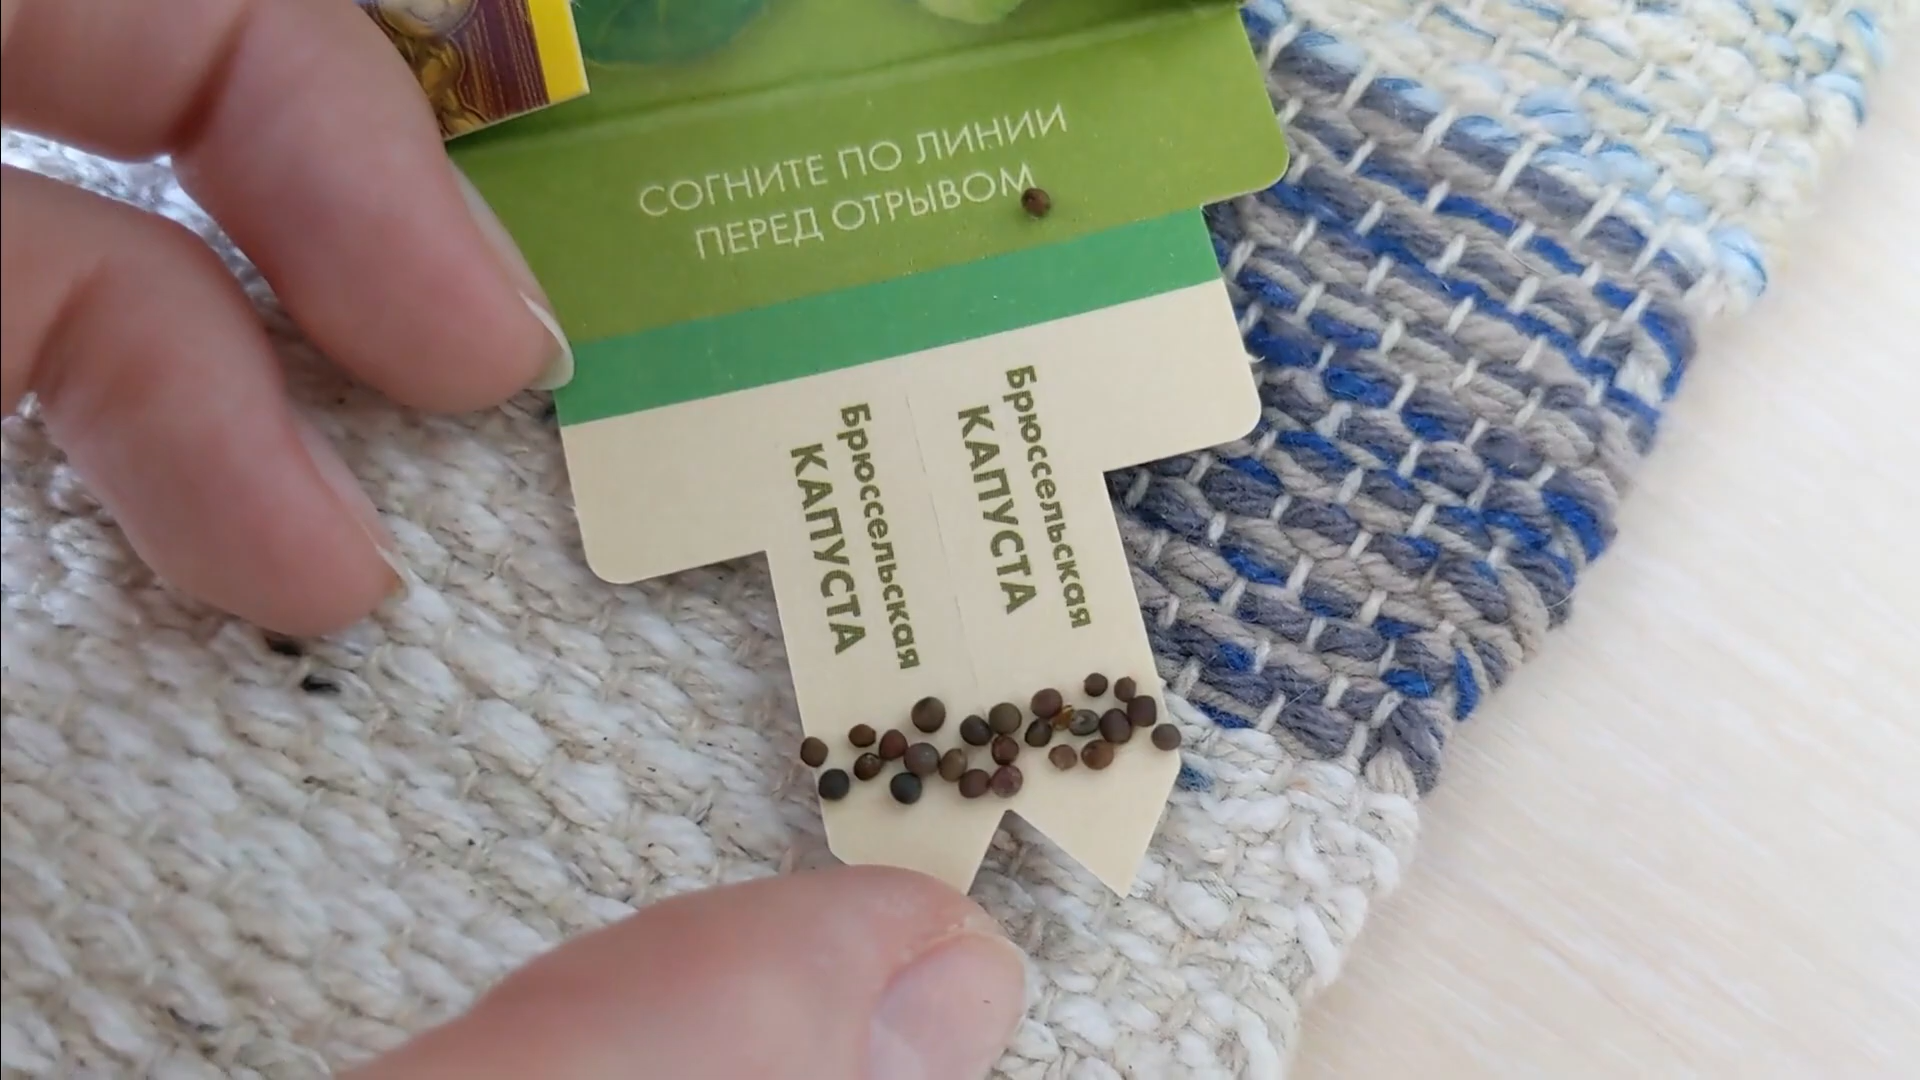 СОГНИТЕ ПО ЛИНИИ
ПЕРЕД ОТРЫВОМ
Брюссельская
КАПУСТА
Брюссельская
КАПУСТА